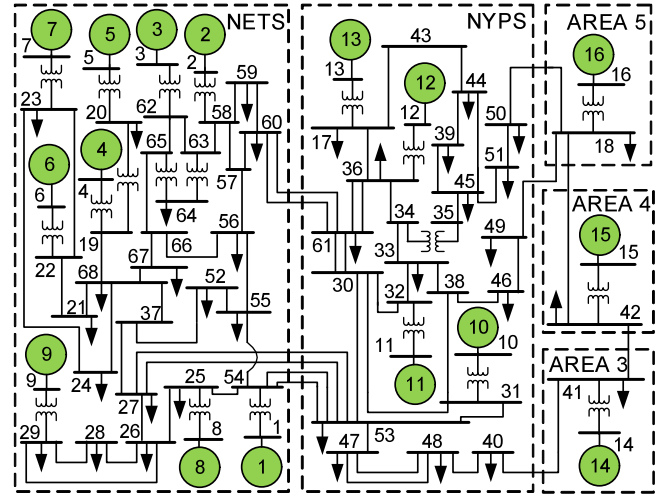 NETS NYPS AREA 5
7 5 3 2 13 43 16
7 5 3 2 59 13 12 44 16
23 20 62 58 60 17 12 50
6 4 65 63 39 51 18
4 57 36 45
6 64 34 35 AREA 4
19 56 49 15
22 66 61 33 15
68 67 52 30 38 46
21 37 55 32 10 42
9 11 10 AREA 3
9 24 25 54 11 31 41
27 53
29 28 26 8 1 47 48 40 14
8 1 14